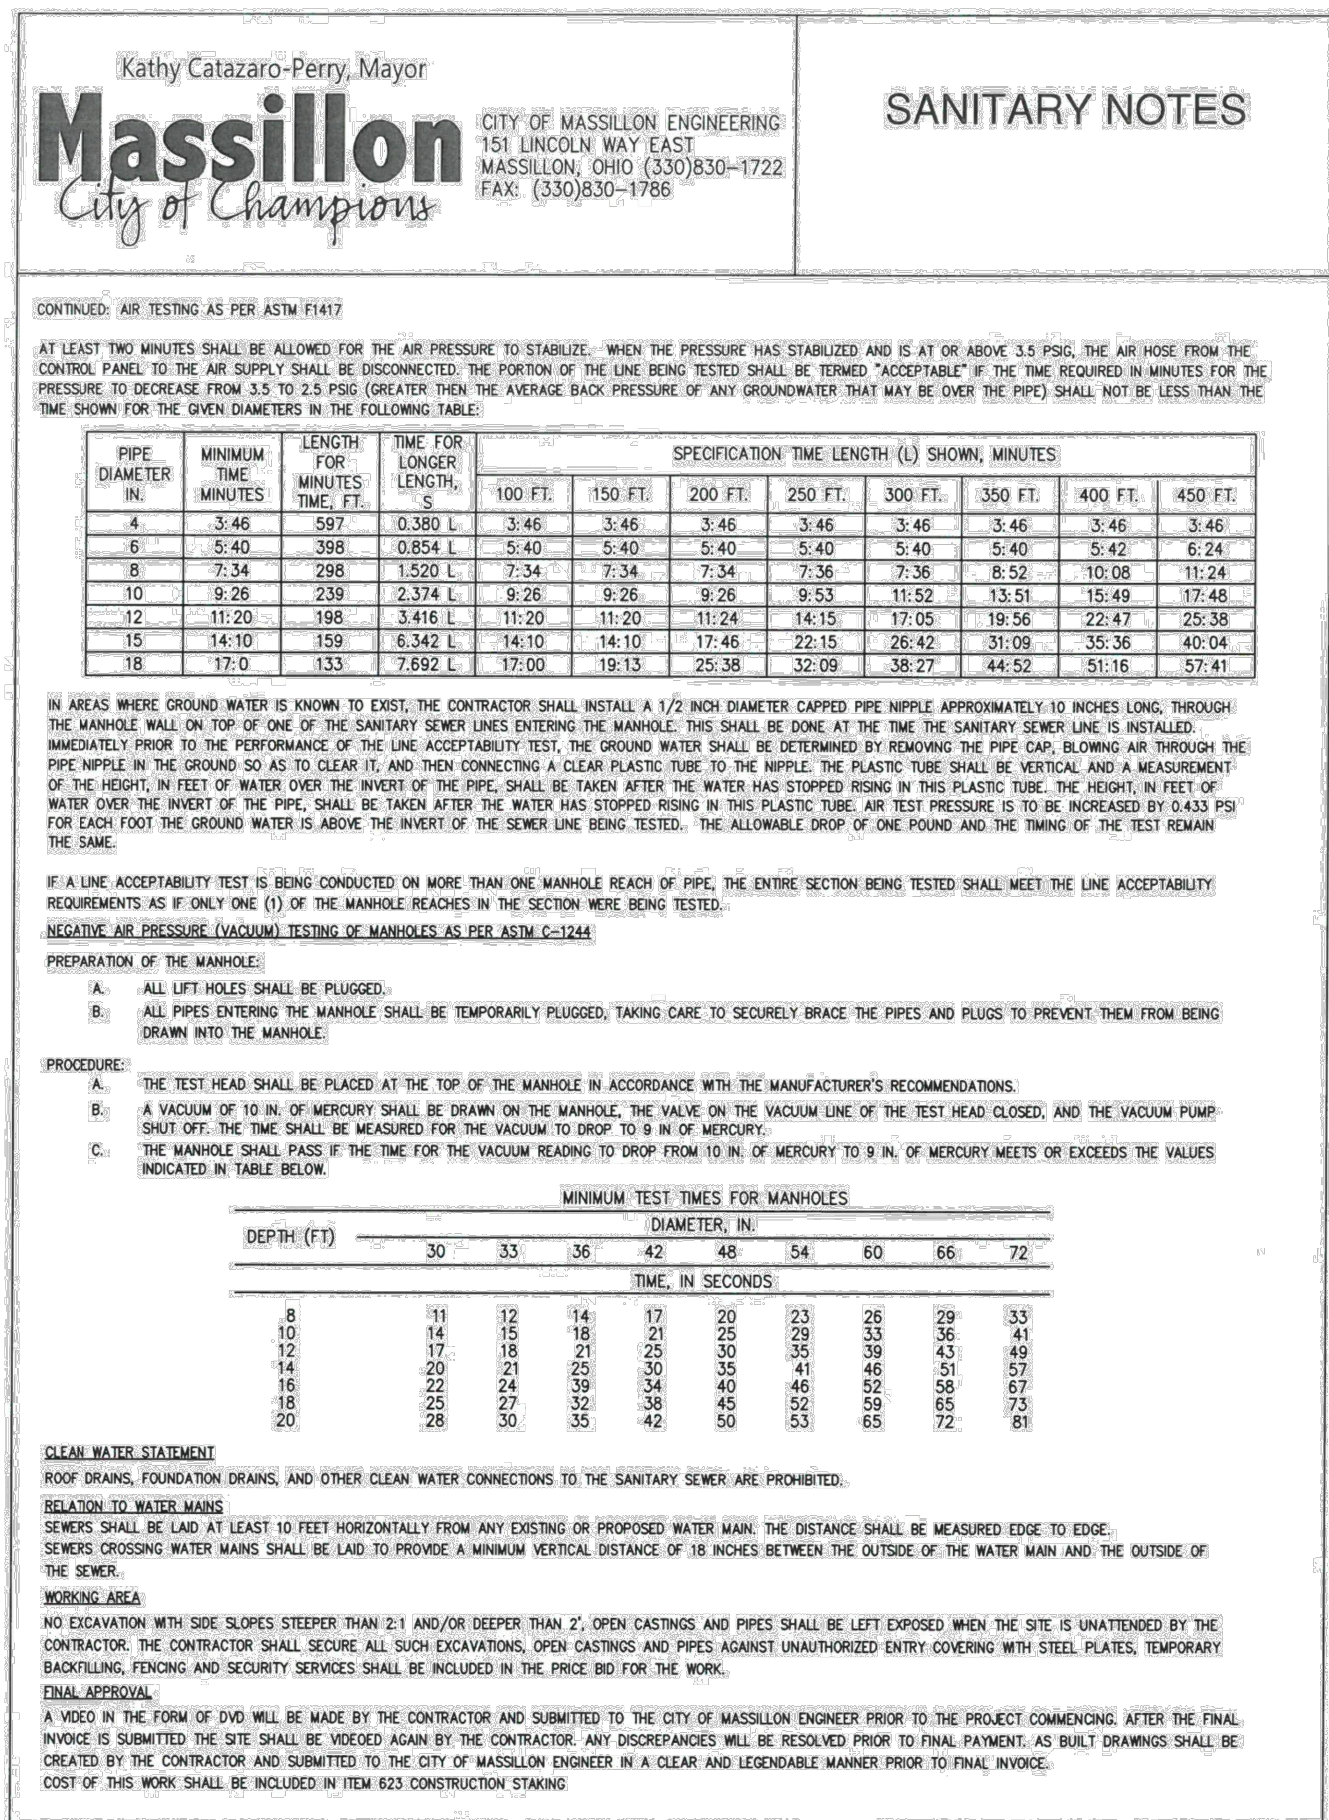 Kathy Catazaro-Perry, Mayor
Massillon
City of Champions
CITY OF MASSILLON ENGINEERING
151 LINCOLN WAY EAST
MASSILLON, OHIO (330)830-1722
FAX: (330)830-1786
SANITARY NOTES
CONTINUED: AIR TESTING AS PER ASTM F1417
AT LEAST TWO MINUTES SHALL BE ALLOWED FOR THE AIR PRESSURE TO STABILIZE. WHEN THE PRESSURE HAS STABILIZED AND IS AT OR ABOVE 3.5 PSIG, THE AIR HOSE FROM THE
CONTROL PANEL TO THE AIR SUPPLY SHALL BE DISCONNECTED. THE PORTION OF THE LINE BEING TESTED SHALL BE TERMED "ACCEPTABLE" IF THE TIME REQUIRED IN MINUTES FOR THE
PRESSURE TO DECREASE FROM 3.5 TO 2.5 PSIG (GREATER THEN THE AVERAGE BACK PRESSURE OF ANY GROUNDWATER THAT MAY BE OVER THE PIPE) SHALL NOT BE LESS THAN THE
TIME SHOWN FOR THE GIVEN DIAMETERS IN THE FOLLOWING TABLE:
PIPE DIAMETER IN. MINIMUM TIME MINUTES LENGTH FOR MINUTES TIME, FT. TIME FOR LONGER LENGTH, S SPECIFICATION TIME LENGTH (L) SHOWN, MINUTES
100 FT. 150 FT. 200 FT. 250 FT. 300 FT. 350 FT. 400 FT. 450 FT.
4 3:46 597 0.380 L 3:46 3:46 3:46 3:46 3:46 3:46 3:46 3:46
6 5:40 398 0.854 L 5:40 5:40 5:40 5:40 5:40 5:40 5:42 6:24
8 7:34 298 1.520 L 7:34 7:34 7:34 7:36 7:36 8:52 10:08 11:24
10 9:26 239 2.374 L 9:26 9:26 9:26 9:53 11:52 13:51 15:49 17:48
12 11:20 198 3.416 L 11:20 11:20 11:24 14:15 17:05 19:56 22:47 25:38
15 14:10 159 6.342 L 14:10 14:10 17:46 22:15 26:42 31:09 35:36 40:04
18 17:0 133 7.692 L 17:00 19:13 25:38 32:09 38:27 44:52 51:16 57:41
IN AREAS WHERE GROUND WATER IS KNOWN TO EXIST, THE CONTRACTOR SHALL INSTALL A 1/2 INCH DIAMETER CAPPED PIPE NIPPLE APPROXIMATELY 10 INCHES LONG, THROUGH
THE MANHOLE WALL ON TOP OF ONE OF THE SANITARY SEWER LINES ENTERING THE MANHOLE. THIS SHALL BE DONE AT THE TIME THE SANITARY SEWER LINE IS INSTALLED.
IMMEDIATELY PRIOR TO THE PERFORMANCE OF THE LINE ACCEPTABILITY TEST, THE GROUND WATER SHALL BE DETERMINED BY REMOVING THE PIPE CAP, BLOWING AIR THROUGH THE
PIPE NIPPLE IN THE GROUND SO AS TO CLEAR IT, AND THEN CONNECTING A CLEAR PLASTIC TUBE TO THE NIPPLE. THE PLASTIC TUBE SHALL BE VERTICAL AND A MEASUREMENT
OF THE HEIGHT, IN FEET OF WATER OVER THE INVERT OF THE PIPE, SHALL BE TAKEN AFTER THE WATER HAS STOPPED RISING IN THIS PLASTIC TUBE. THE HEIGHT, IN FEET OF
WATER OVER THE INVERT OF THE PIPE, SHALL BE TAKEN AFTER THE WATER HAS STOPPED RISING IN THIS PLASTIC TUBE. AIR TEST PRESSURE IS TO BE INCREASED BY 0.433 PSI
FOR EACH FOOT THE GROUND WATER IS ABOVE THE INVERT OF THE SEWER LINE BEING TESTED. THE ALLOWABLE DROP OF ONE POUND AND THE TIMING OF THE TEST REMAIN
THE SAME.
IF A LINE ACCEPTABILITY TEST IS BEING CONDUCTED ON MORE THAN ONE MANHOLE REACH OF PIPE, THE ENTIRE SECTION BEING TESTED SHALL MEET THE LINE ACCEPTABILITY
REQUIREMENTS AS IF ONLY ONE (1) OF THE MANHOLE REACHES IN THE SECTION WERE BEING TESTED.
NEGATIVE AIR PRESSURE (VACUUM) TESTING OF MANHOLES AS PER ASTM C-1244
PREPARATION OF THE MANHOLE:
A. ALL LIFT HOLES SHALL BE PLUGGED.
B. ALL PIPES ENTERING THE MANHOLE SHALL BE TEMPORARILY PLUGGED, TAKING CARE TO SECURELY BRACE THE PIPES AND PLUGS TO PREVENT THEM FROM BEING
DRAWN INTO THE MANHOLE.
PROCEDURE:
A. THE TEST HEAD SHALL BE PLACED AT THE TOP OF THE MANHOLE IN ACCORDANCE WITH THE MANUFACTURER'S RECOMMENDATIONS.
B. A VACUUM OF 10 IN. OF MERCURY SHALL BE DRAWN ON THE MANHOLE, THE VALVE ON THE VACUUM LINE OF THE TEST HEAD CLOSED, AND THE VACUUM PUMP
SHUT OFF. THE TIME SHALL BE MEASURED FOR THE VACUUM TO DROP TO 9 IN OF MERCURY.
C. THE MANHOLE SHALL PASS IF THE TIME FOR THE VACUUM READING TO DROP FROM 10 IN. OF MERCURY TO 9 IN. OF MERCURY MEETS OR EXCEEDS THE VALUES
INDICATED IN TABLE BELOW.
MINIMUM TEST TIMES FOR MANHOLES
DEPTH (FT) DIAMETER, IN.
30 33 36 42 48 54 60 66 72
TIME, IN SECONDS
8 11 12 14 17 20 23 26 29 33
10 14 15 18 21 25 29 33 36 41
12 17 18 21 25 30 35 39 43 49
14 20 21 25 30 35 41 46 51 57
16 22 24 39 34 40 46 52 58 67
18 25 27 32 38 45 52 59 65 73
20 28 30 35 42 50 53 65 72 81
CLEAN WATER STATEMENT
ROOF DRAINS, FOUNDATION DRAINS, AND OTHER CLEAN WATER CONNECTIONS TO THE SANITARY SEWER ARE PROHIBITED.
RELATION TO WATER MAINS
SEWERS SHALL BE LAID AT LEAST 10 FEET HORIZONTALLY FROM ANY EXISTING OR PROPOSED WATER MAIN. THE DISTANCE SHALL BE MEASURED EDGE TO EDGE.
SEWERS CROSSING WATER MAINS SHALL BE LAID TO PROVIDE A MINIMUM VERTICAL DISTANCE OF 18 INCHES BETWEEN THE OUTSIDE OF THE WATER MAIN AND THE OUTSIDE OF
THE SEWER.
WORKING AREA
NO EXCAVATION WITH SIDE SLOPES STEEPER THAN 2:1 AND/OR DEEPER THAN 2', OPEN CASTINGS AND PIPES SHALL BE LEFT EXPOSED WHEN THE SITE IS UNATTENDED BY THE
CONTRACTOR. THE CONTRACTOR SHALL SECURE ALL SUCH EXCAVATIONS, OPEN CASTINGS AND PIPES AGAINST UNAUTHORIZED ENTRY COVERING WITH STEEL PLATES, TEMPORARY
BACKFILLING, FENCING AND SECURITY SERVICES SHALL BE INCLUDED IN THE PRICE BID FOR THE WORK.
FINAL APPROVAL
A VIDEO IN THE FORM OF DVD WILL BE MADE BY THE CONTRACTOR AND SUBMITTED TO THE CITY OF MASSILLON ENGINEER PRIOR TO THE PROJECT COMMENCING. AFTER THE FINAL
INVOICE IS SUBMITTED THE SITE SHALL BE VIDEOED AGAIN BY THE CONTRACTOR. ANY DISCREPANCIES WILL BE RESOLVED PRIOR TO FINAL PAYMENT. AS BUILT DRAWINGS SHALL BE
CREATED BY THE CONTRACTOR AND SUBMITTED TO THE CITY OF MASSILLON ENGINEER IN A CLEAR AND LEGENDABLE MANNER PRIOR TO FINAL INVOICE.
COST OF THIS WORK SHALL BE INCLUDED IN ITEM 623 CONSTRUCTION STAKING